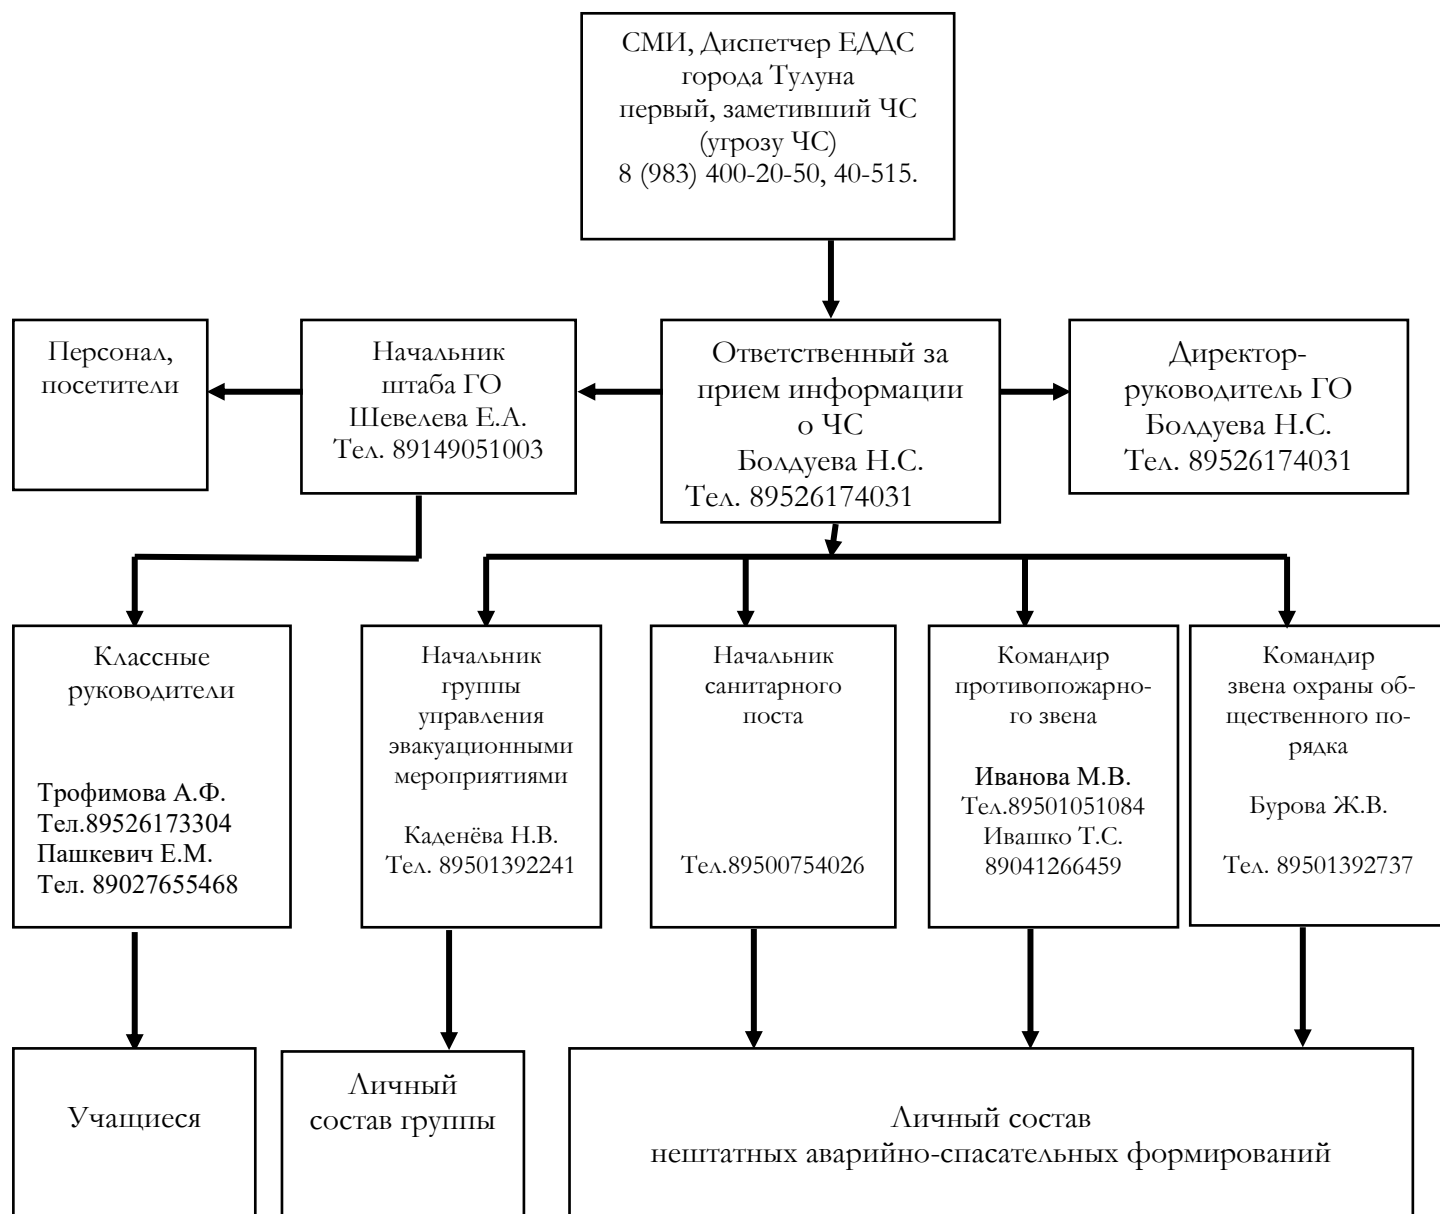 СМИ, Диспетчер ЕДДС
города Тулуна
первый, заметивший ЧС
(угрозу ЧС)
8 (983) 400-20-50, 40-515.
Персонал,
посетители
Начальник
штаба ГО
Шевелева Е.А.
Тел. 89149051003
Ответственный за
прием информации
о ЧС
Болдуева Н.С.
Тел. 89526174031
Директор-
руководитель ГО
Болдуева Н.С.
Тел. 89526174031
Классные
руководители
Трофимова А.Ф.
Тел.89526173304
Пашкевич Е.М.
Тел. 89027655468
Начальник
группы
управления
эвакуационными
мероприятиями
Каденёва Н.В.
Тел. 89501392241
Начальник
санитарного
поста
Тел.89500754026
Командир
противопожарно-
го звена
Иванова М.В.
Тел.89501051084
Ивашко Т.С.
89041266459
Командир
звена охраны об-
щественного по-
рядка
Бурова Ж.В.
Тел. 89501392737
Учащиеся
Личный
состав группы
Личный состав
нештатных аварийно-спасательных формирований